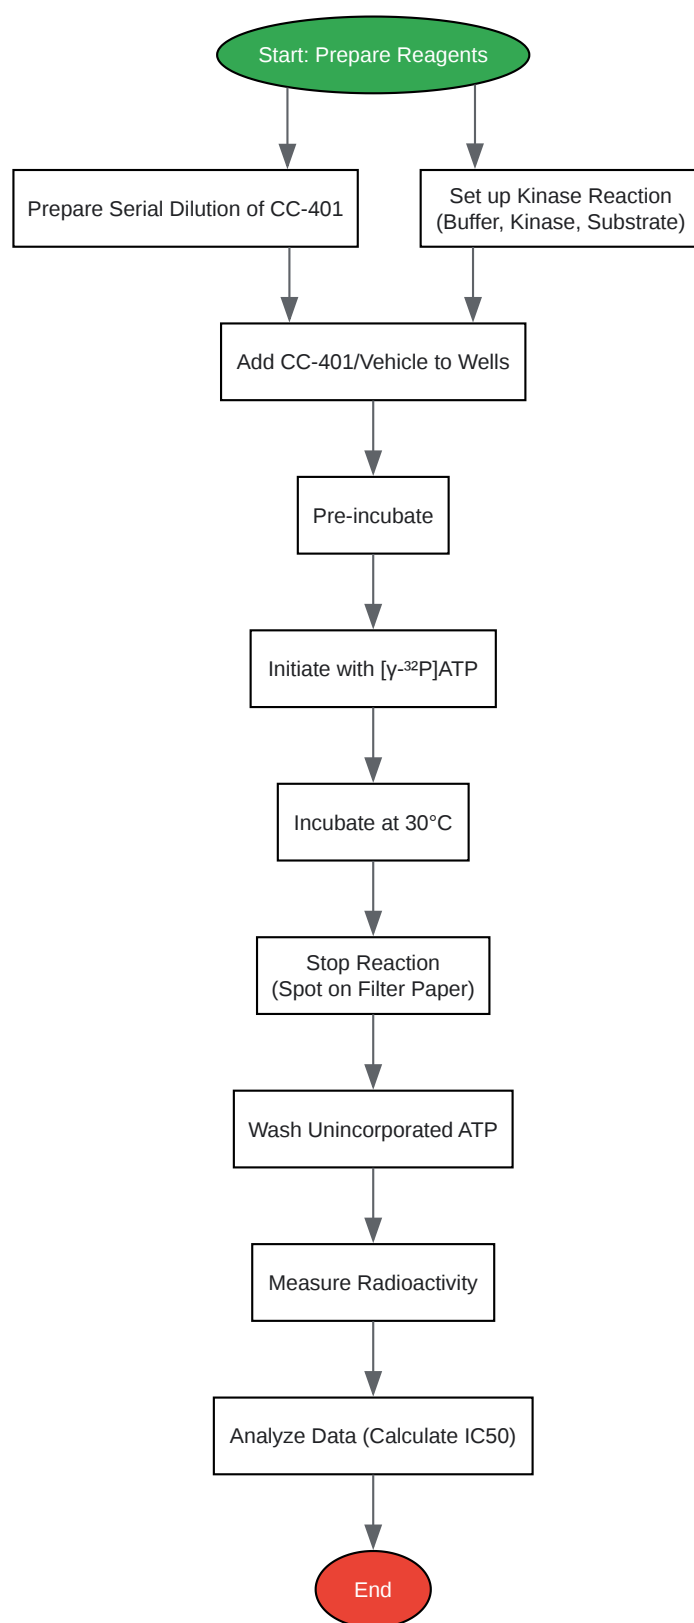 Start: Prepare Reagents
Prepare Serial Dilution of CC-401
Set up Kinase Reaction
(Buffer, Kinase, Substrate)
Add CC-401/Vehicle to Wells
Pre-incubate
Initiate with [γ-³²P]ATP
Incubate at 30°C
Stop Reaction
(Spot on Filter Paper)
Wash Unincorporated ATP
Measure Radioactivity
Analyze Data (Calculate IC50)
End